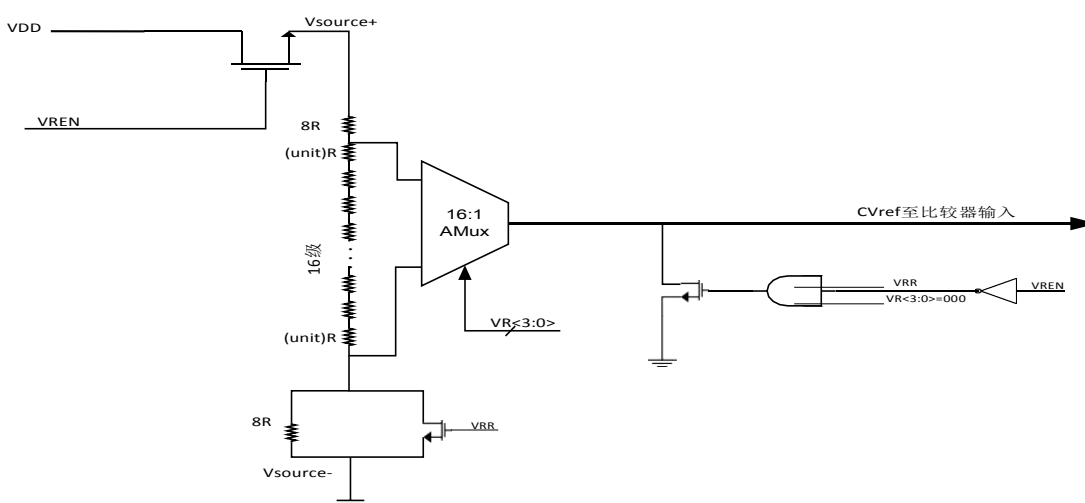 Vsource+
VDD
VREN
8R
(unit)R
16:1
AMux
CVref至比较器输入
16级
VRR
VREN
VR<3:0>=000
VR<3:0>
(unit)R
8R
VRR
Vsource-